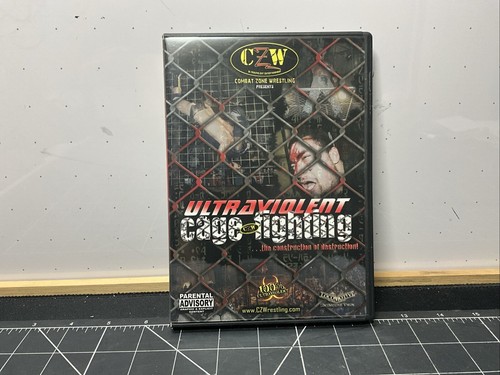 CZW
COMBAT ZONE WRESTLING
PRESENTS
ULTRAVIOLENT
cage fighting
...the construction of destruction!
PARENTAL
ADVISORY
www.CZWrestling.com